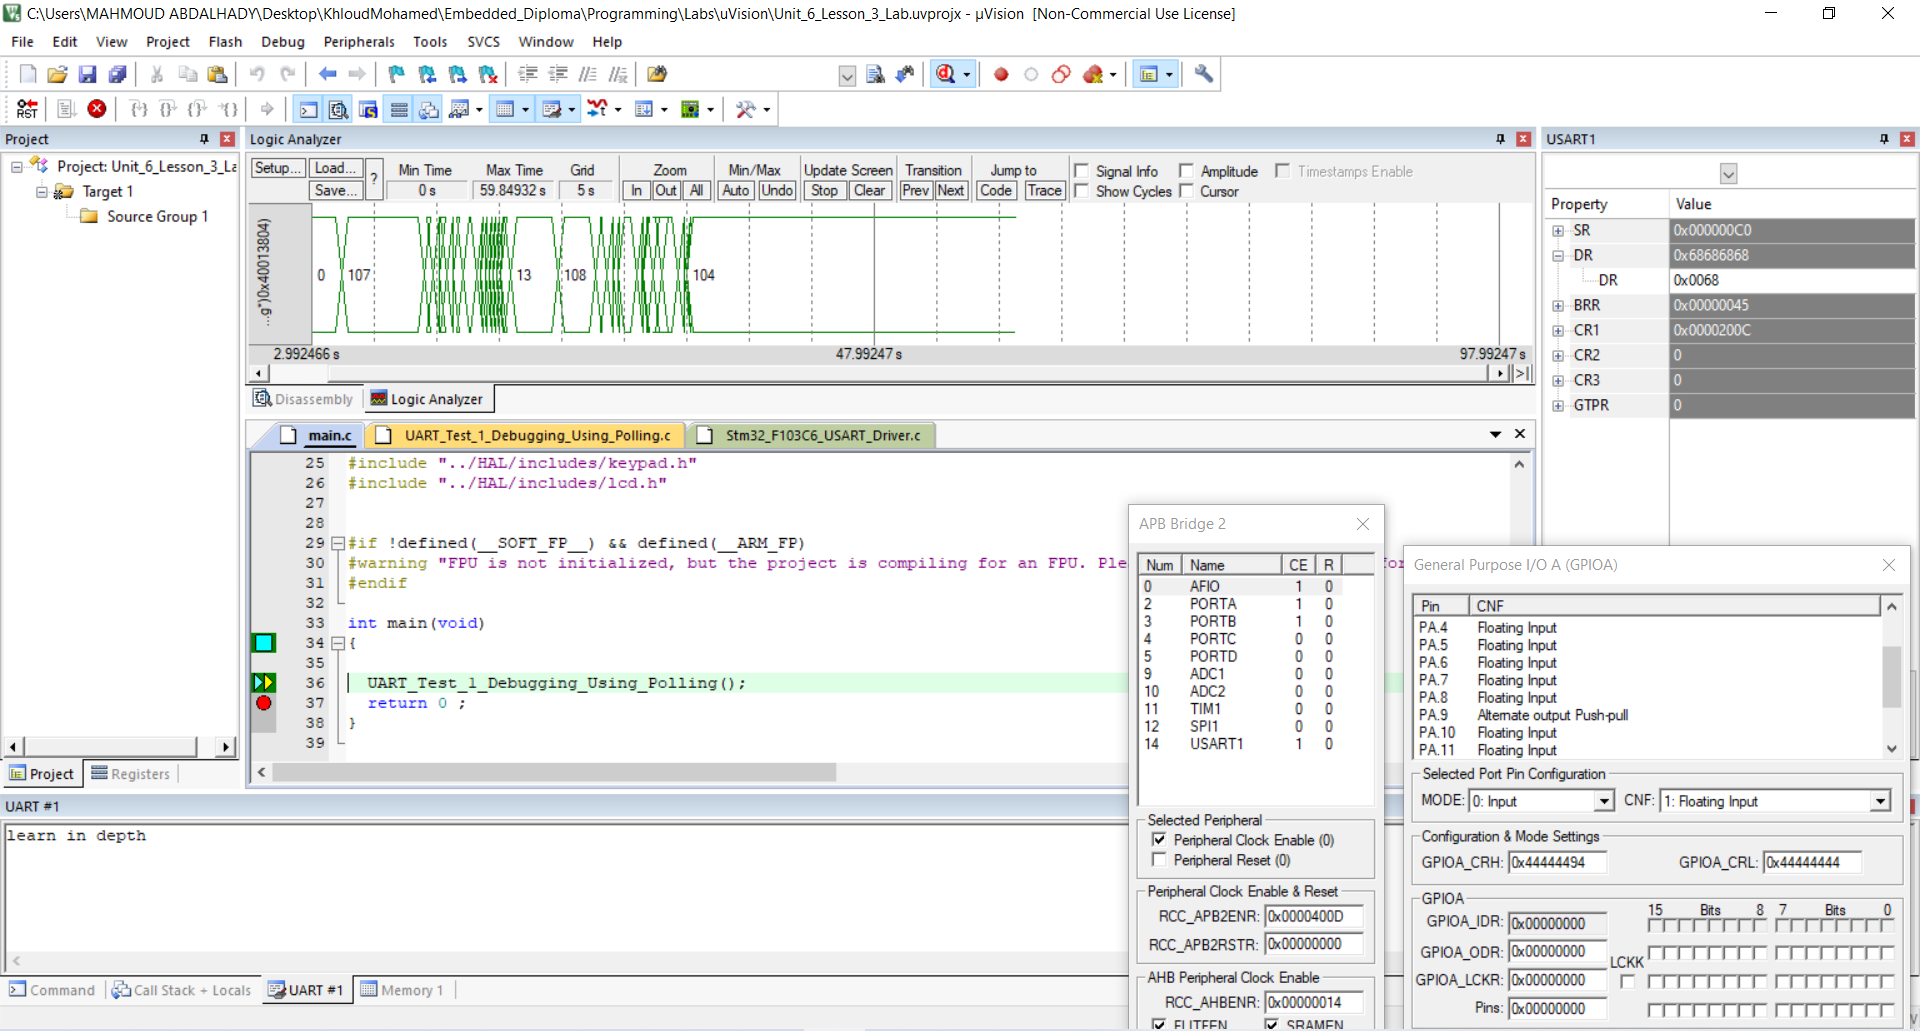 C:\Users\MAHMOUD ABDALHADY\Desktop\KhloudMohamed\Embedded_Diploma\Programming\Labs\uVision\Unit_6_Lesson_3_Lab.uvprojx - µVision  [Non-Commercial Use License]
File Edit View Project Flash Debug Peripherals Tools SVCS Window Help
RST
Project
Project: Unit_6_Lesson_3_La
Target 1
Source Group 1
Project Registers
Logic Analyzer
Setup... Load... Save... ?
Min Time Max Time Grid Zoom Min/Max Update Screen Transition Jump to
0 s 59.84932 s 5 s In Out All Auto Undo Stop Clear Prev Next Code Trace
Signal Info Amplitude Timestamps Enable
Show Cycles Cursor
...g*)0x40013804)
0 107 13 108 104
2.992466 s 47.99247 s 97.99247 s
Disassembly Logic Analyzer
main.c UART_Test_1_Debugging_Using_Polling.c Stm32_F103C6_USART_Driver.c
25 #include "../HAL/includes/keypad.h"
26 #include "../HAL/includes/lcd.h"
27
28
29 #if !defined(__SOFT_FP__) && defined(__ARM_FP)
30 #warning "FPU is not initialized, but the project is compiling for an FPU. Ple
31 #endif
32
33 int main(void)
34 {
35
36 UART_Test_1_Debugging_Using_Polling();
37 return 0 ;
38 }
39
USART1
Property Value
SR 0x000000C0
DR 0x68686868
DR 0x0068
BRR 0x00000045
CR1 0x0000200C
CR2 0
CR3 0
GTPR 0
UART #1
learn in depth
Command Call Stack + Locals UART #1 Memory 1
APB Bridge 2
Num Name CE R
0 AFIO 1 0
2 PORTA 1 0
3 PORTB 1 0
4 PORTC 0 0
5 PORTD 0 0
9 ADC1 0 0
10 ADC2 0 0
11 TIM1 0 0
12 SPI1 0 0
14 USART1 1 0
Selected Peripheral
Peripheral Clock Enable (0)
Peripheral Reset (0)
Peripheral Clock Enable & Reset
RCC_APB2ENR: 0x0000400D
RCC_APB2RSTR: 0x00000000
AHB Peripheral Clock Enable
RCC_AHBENR: 0x00000014
FLITFEN SRAMEN
General Purpose I/O A (GPIOA)
Pin CNF
PA.4 Floating Input
PA.5 Floating Input
PA.6 Floating Input
PA.7 Floating Input
PA.8 Floating Input
PA.9 Alternate output Push-pull
PA.10 Floating Input
PA.11 Floating Input
Selected Port Pin Configuration
MODE: 0: Input CNF: 1: Floating Input
Configuration & Mode Settings
GPIOA_CRH: 0x44444494 GPIOA_CRL: 0x44444444
GPIOA
15 Bits 8 7 Bits 0
GPIOA_IDR: 0x00000000
GPIOA_ODR: 0x00000000
LCKK
GPIOA_LCKR: 0x00000000
Pins: 0x00000000